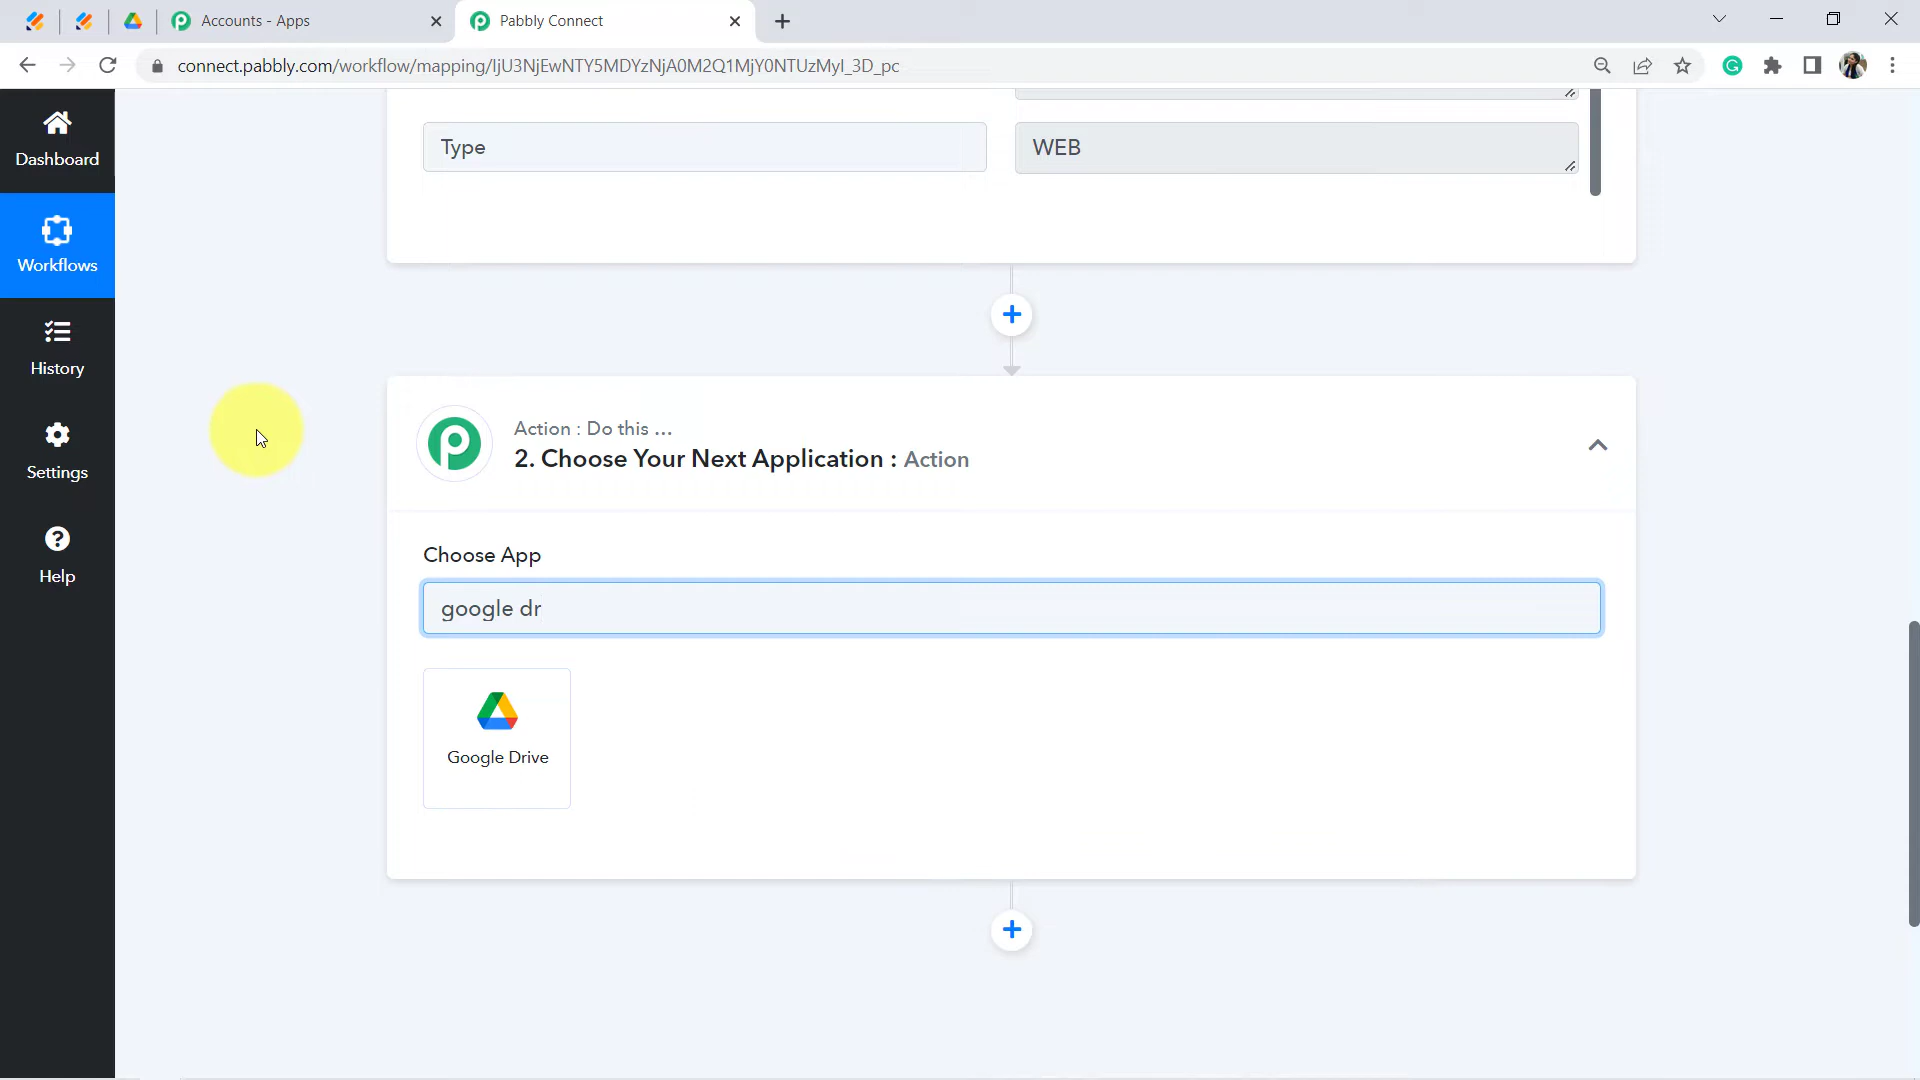 Accounts - Apps
Pabbly Connect
connect.pabbly.com/workflow/mapping/IjU3NjEwNTY5MDYzNjA0M2Q1MjY0NTUzMyI_3D_pc
Dashboard
Workflows
History
Settings
Help
Type
WEB
Action : Do this ...
2. Choose Your Next Application : Action
Choose App
google dr
Google Drive